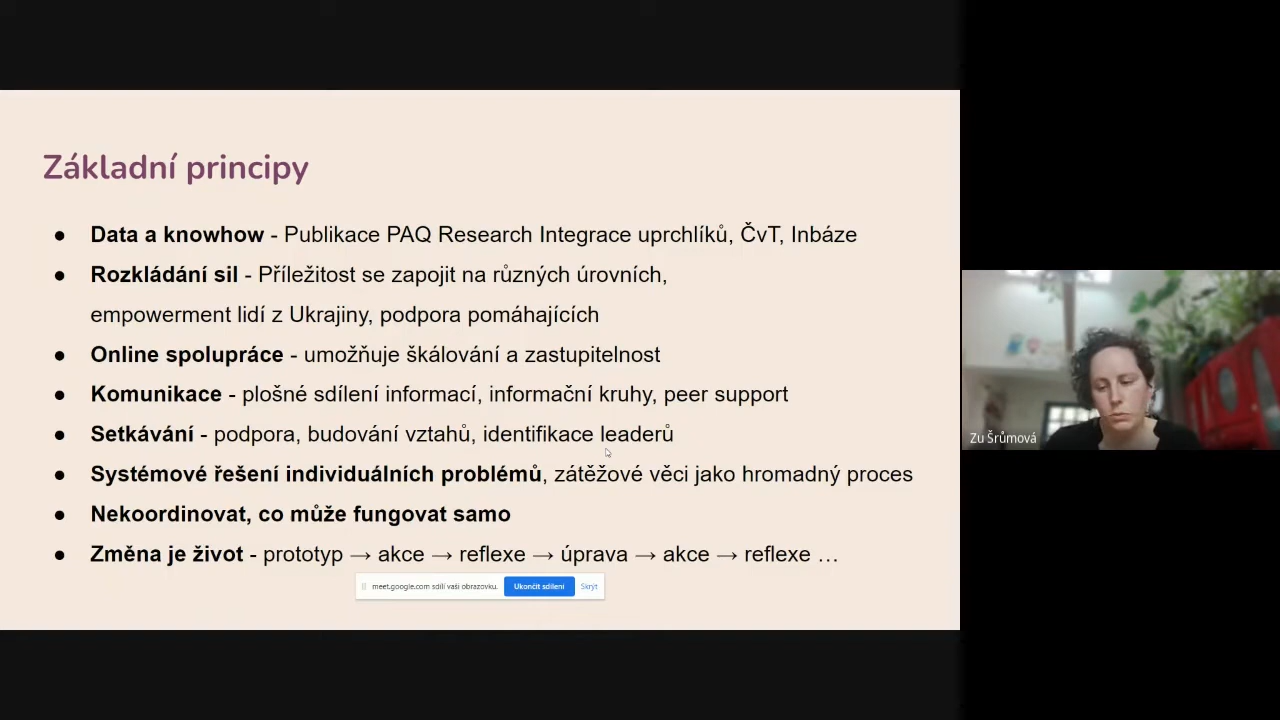 Základní principy
● Data a knowhow - Publikace PAQ Research Integrace uprchlíků, ČvT, Inbáze
● Rozkládání sil - Příležitost se zapojit na různých úrovních,
empowerment lidí z Ukrajiny, podpora pomáhajících
● Online spolupráce - umožňuje škálování a zastupitelnost
● Komunikace - plošné sdílení informací, informační kruhy, peer support
● Setkávání - podpora, budování vztahů, identifikace leaderů
● Systémové řešení individuálních problémů, zátěžové věci jako hromadný proces
● Nekoordinovat, co může fungovat samo
● Změna je život - prototyp → akce → reflexe → úprava → akce → reflexe …
meet.google.com sdílí vaši obrazovku. Ukončit sdílení Skrýt
Zu Šrůmová